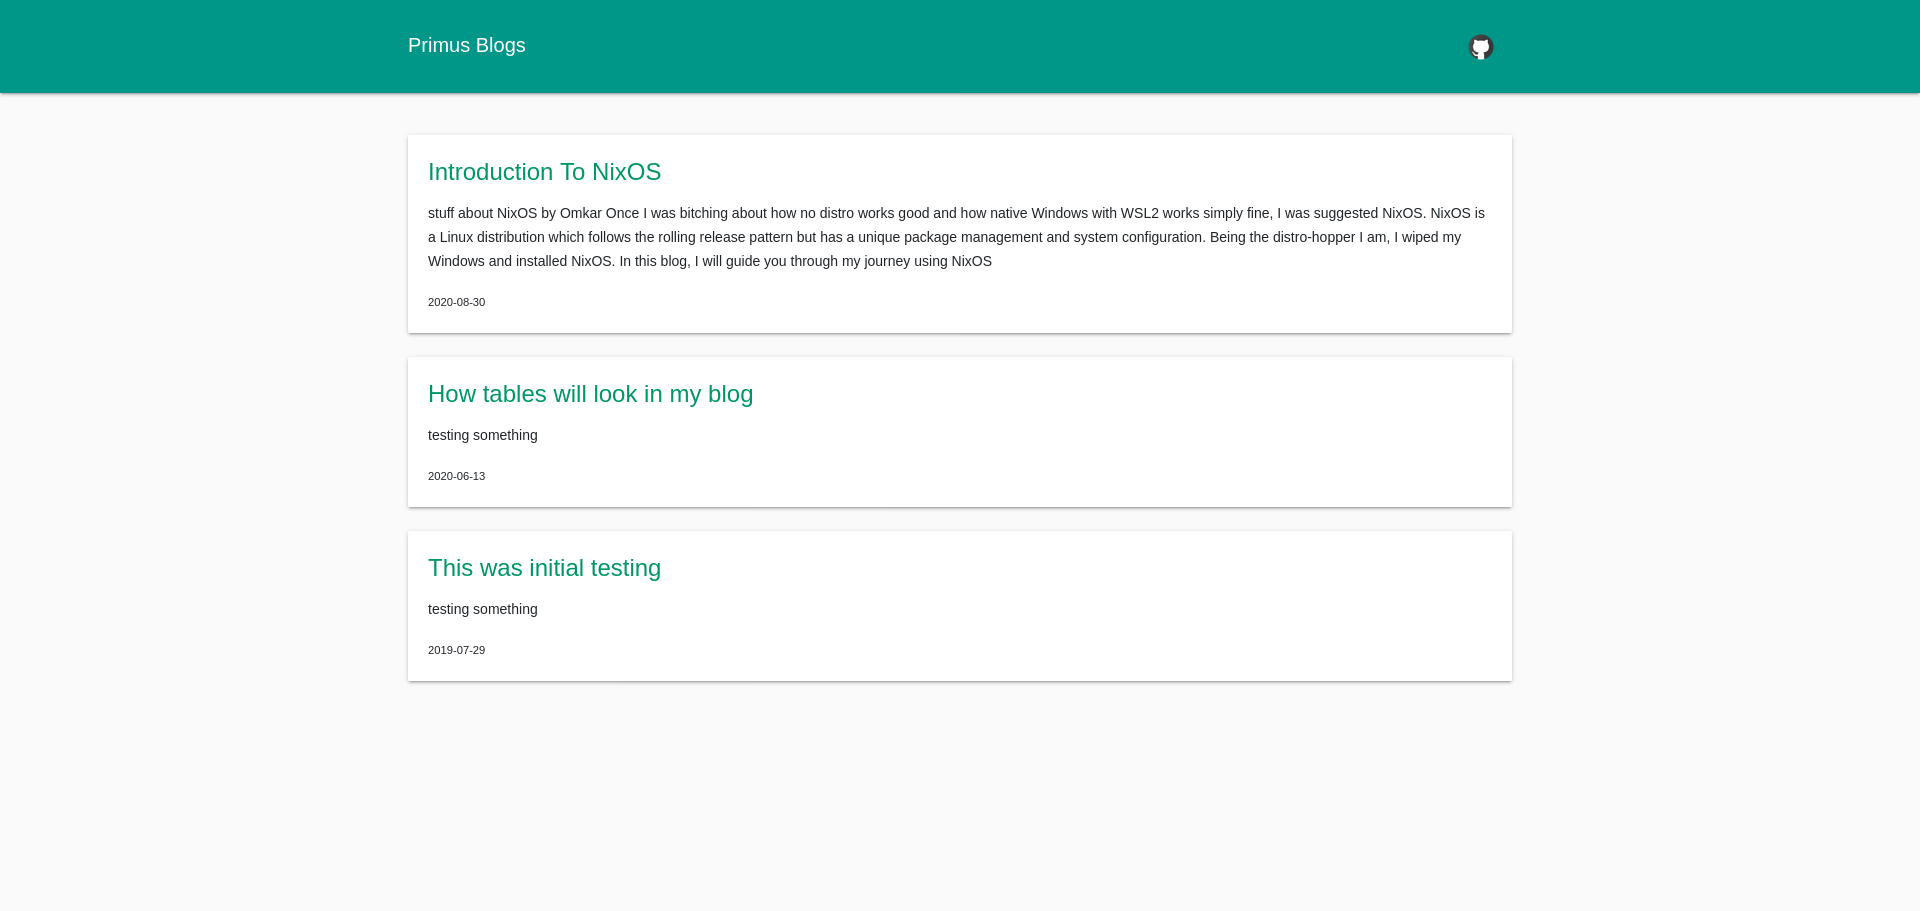 Primus Blogs
Introduction To NixOS
stuff about NixOS by Omkar Once I was bitching about how no distro works good and how native Windows with WSL2 works simply fine, I was suggested NixOS. NixOS is
a Linux distribution which follows the rolling release pattern but has a unique package management and system configuration. Being the distro-hopper I am, I wiped my
Windows and installed NixOS. In this blog, I will guide you through my journey using NixOS
2020-08-30
How tables will look in my blog
testing something
2020-06-13
This was initial testing
testing something
2019-07-29